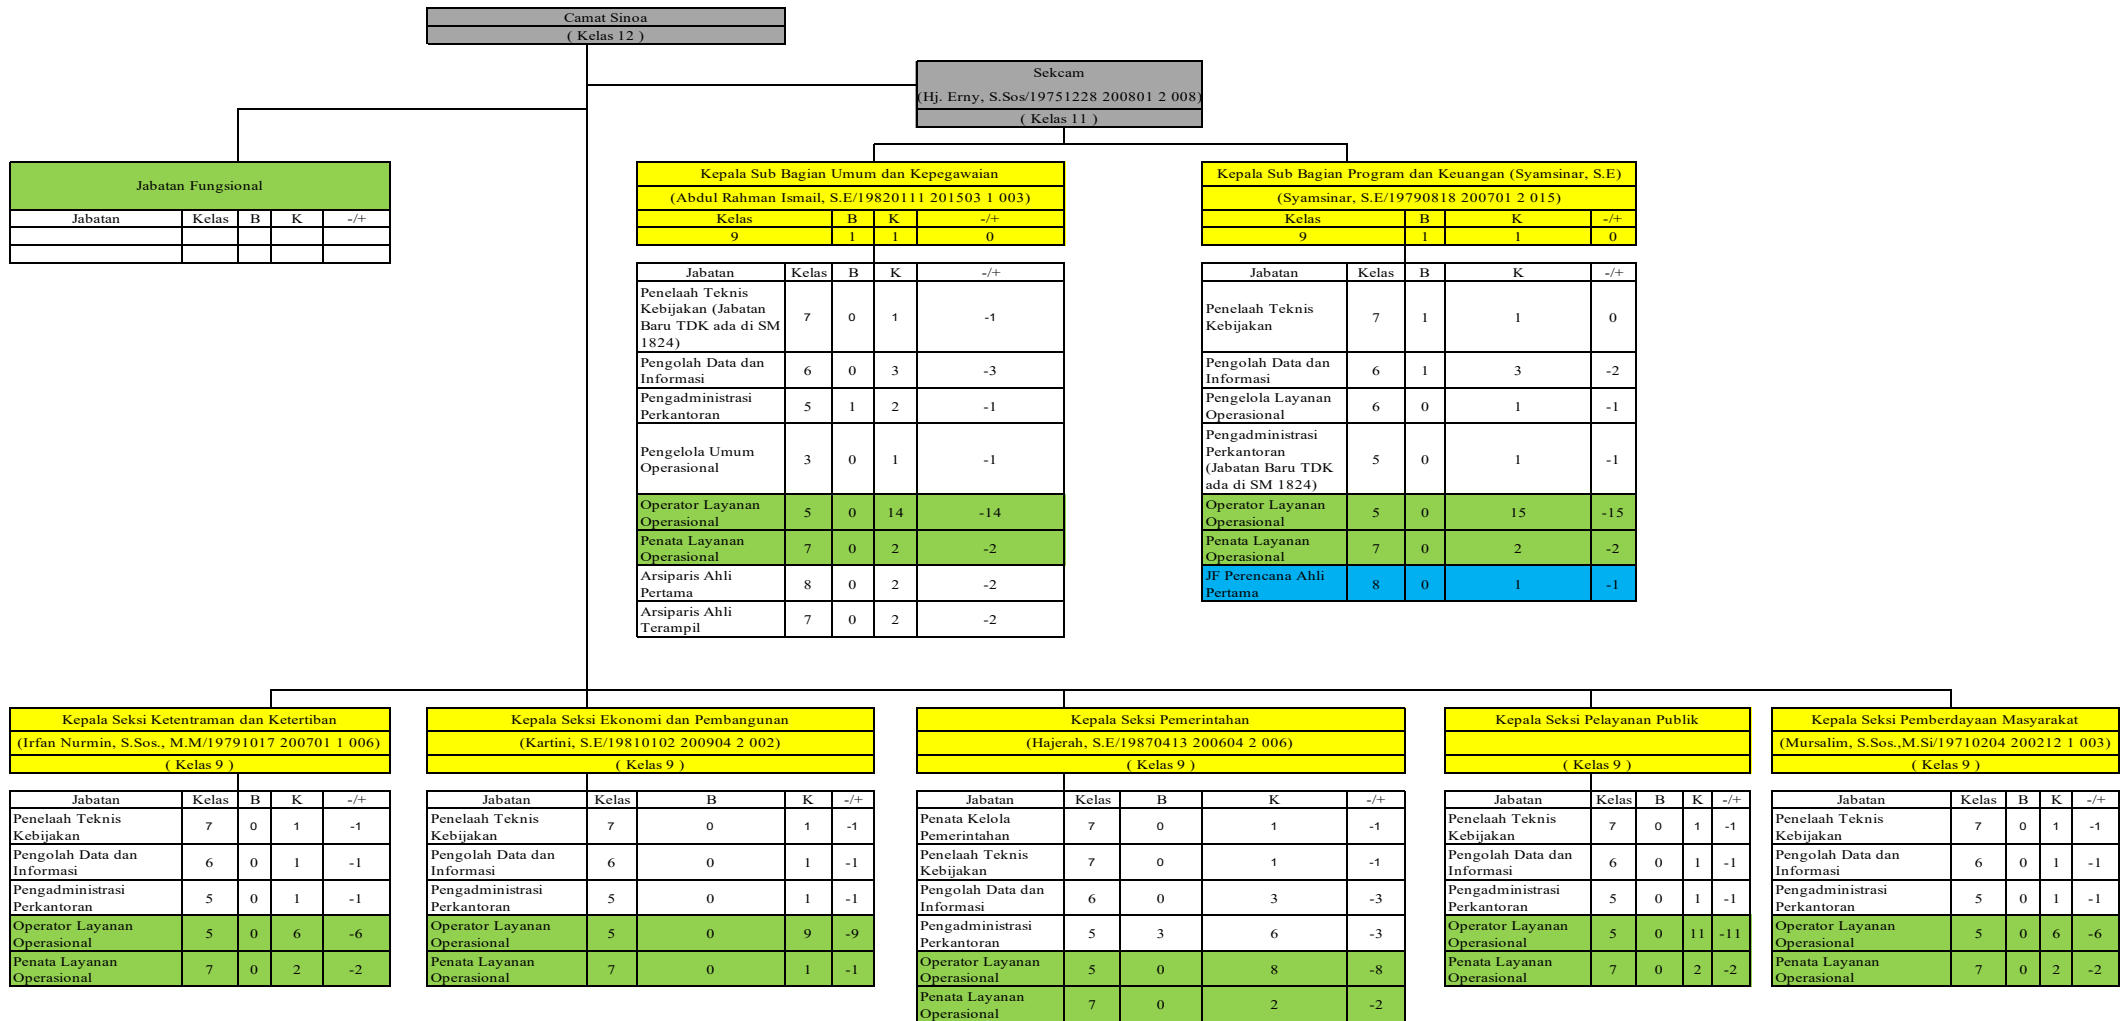 Camat Sinoa
( Kelas 12 )
Sekcam
(Hj. Erny, S.Sos/19751228 200801 2 008)
( Kelas 11 )
Jabatan Fungsional
Jabatan Kelas B K -/+
Kepala Sub Bagian Umum dan Kepegawaian
(Abdul Rahman Ismail, S.E/19820111 201503 1 003)
Kelas B K -/+
9 1 1 0
Jabatan Kelas B K -/+
Penelaah Teknis
Kebijakan (Jabatan
Baru TDK ada di SM
1824)
7 0 1 -1
Pengolah Data dan
Informasi
6 0 3 -3
Pengadministrasi
Perkantoran
5 1 2 -1
Pengelola Umum
Operasional
3 0 1 -1
Operator Layanan
Operasional
5 0 14 -14
Penata Layanan
Operasional
7 0 2 -2
Arsiparis Ahli
Pertama
8 0 2 -2
Arsiparis Ahli
Terampil
7 0 2 -2
Kepala Sub Bagian Program dan Keuangan (Syamsinar, S.E)
(Syamsinar, S.E/19790818 200701 2 015)
Kelas B K -/+
9 1 1 0
Jabatan Kelas B K -/+
Penelaah Teknis
Kebijakan
7 1 1 0
Pengolah Data dan
Informasi
6 1 3 -2
Pengelola Layanan
Operasional
6 0 1 -1
Pengadministrasi
Perkantoran
(Jabatan Baru TDK
ada di SM 1824)
5 0 1 -1
Operator Layanan
Operasional
5 0 15 -15
Penata Layanan
Operasional
7 0 2 -2
JF Perencana Ahli
Pertama
8 0 1 -1
Kepala Seksi Ketentraman dan Ketertiban
(Irfan Nurmin, S.Sos., M.M/19791017 200701 1 006)
( Kelas 9 )
Jabatan Kelas B K -/+
Penelaah Teknis
Kebijakan
7 0 1 -1
Pengolah Data dan
Informasi
6 0 1 -1
Pengadministrasi
Perkantoran
5 0 1 -1
Operator Layanan
Operasional
5 0 6 -6
Penata Layanan
Operasional
7 0 2 -2
Kepala Seksi Ekonomi dan Pembangunan
(Kartini, S.E/19810102 200904 2 002)
( Kelas 9 )
Jabatan Kelas B K -/+
Penelaah Teknis
Kebijakan
7 0 1 -1
Pengolah Data dan
Informasi
6 0 1 -1
Pengadministrasi
Perkantoran
5 0 1 -1
Operator Layanan
Operasional
5 0 9 -9
Penata Layanan
Operasional
7 0 1 -1
Kepala Seksi Pemerintahan
(Hajerah, S.E/19870413 200604 2 006)
( Kelas 9 )
Jabatan Kelas B K -/+
Penata Kelola
Pemerintahan
7 0 1 -1
Penelaah Teknis
Kebijakan
7 0 1 -1
Pengolah Data dan
Informasi
6 0 3 -3
Pengadministrasi
Perkantoran
5 3 6 -3
Operator Layanan
Operasional
5 0 8 -8
Penata Layanan
Operasional
7 0 2 -2
Kepala Seksi Pelayanan Publik
( Kelas 9 )
Jabatan Kelas B K -/+
Penelaah Teknis
Kebijakan
7 0 1 -1
Pengolah Data dan
Informasi
6 0 1 -1
Pengadministrasi
Perkantoran
5 0 1 -1
Operator Layanan
Operasional
5 0 11 -11
Penata Layanan
Operasional
7 0 2 -2
Kepala Seksi Pemberdayaan Masyarakat
(Mursalim, S.Sos.,M.Si/19710204 200212 1 003)
( Kelas 9 )
Jabatan Kelas B K -/+
Penelaah Teknis
Kebijakan
7 0 1 -1
Pengolah Data dan
Informasi
6 0 1 -1
Pengadministrasi
Perkantoran
5 0 1 -1
Operator Layanan
Operasional
5 0 6 -6
Penata Layanan
Operasional
7 0 2 -2